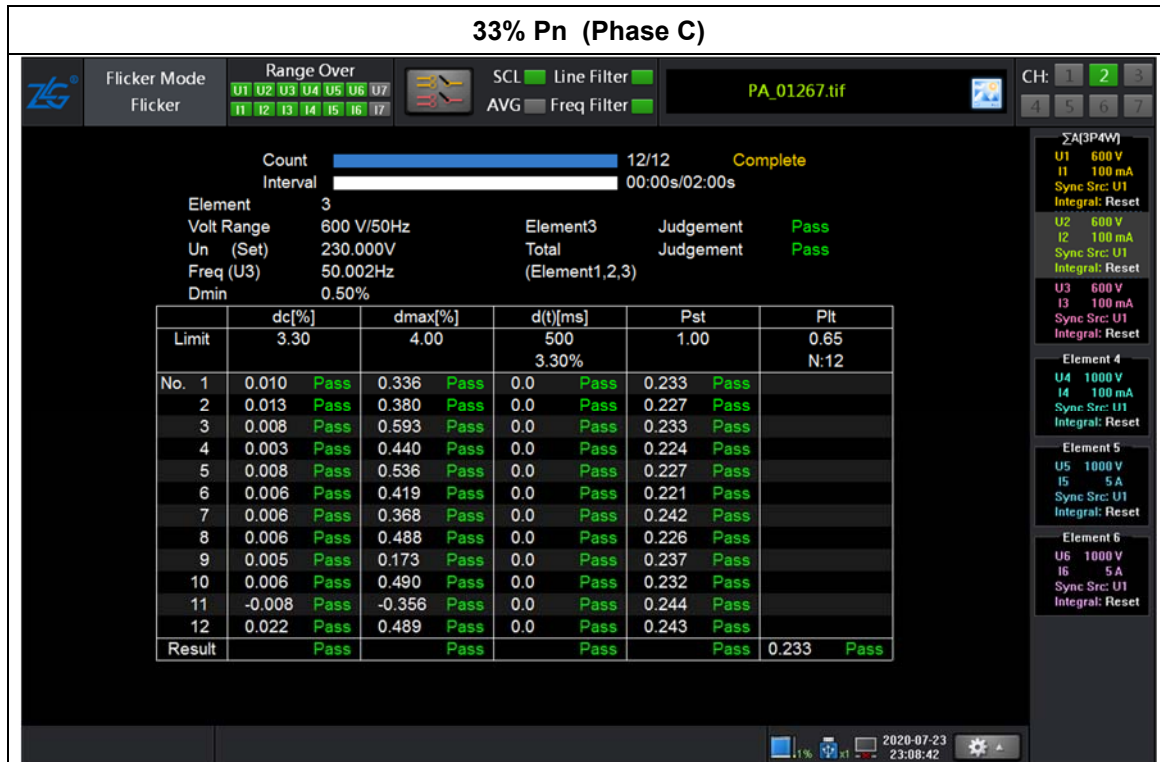 33% Pn (Phase C)
ZLG®
Flicker Mode
Flicker
Range Over
U1 U2 U3 U4 U5 U6 U7
I1 I2 I3 I4 I5 I6 I7
SCL Line Filter
AVG Freq Filter
PA_01267.tif
CH: 1 2 3
4 5 6 7
Count 12/12 Complete
Interval 00:00s/02:00s
Element 3
Volt Range 600 V/50Hz Element3 Judgement Pass
Un (Set) 230.000V Total Judgement Pass
Freq (U3) 50.002Hz (Element1,2,3)
Dmin 0.50%
dc[%] dmax[%] d(t)[ms] Pst Plt
Limit 3.30 4.00 500 1.00 0.65
3.30% N:12
No. 1 0.010 Pass 0.336 Pass 0.0 Pass 0.233 Pass
2 0.013 Pass 0.380 Pass 0.0 Pass 0.227 Pass
3 0.008 Pass 0.593 Pass 0.0 Pass 0.233 Pass
4 0.003 Pass 0.440 Pass 0.0 Pass 0.224 Pass
5 0.008 Pass 0.536 Pass 0.0 Pass 0.227 Pass
6 0.006 Pass 0.419 Pass 0.0 Pass 0.221 Pass
7 0.006 Pass 0.368 Pass 0.0 Pass 0.242 Pass
8 0.006 Pass 0.488 Pass 0.0 Pass 0.226 Pass
9 0.005 Pass 0.173 Pass 0.0 Pass 0.237 Pass
10 0.006 Pass 0.490 Pass 0.0 Pass 0.232 Pass
11 -0.008 Pass -0.356 Pass 0.0 Pass 0.244 Pass
12 0.022 Pass 0.489 Pass 0.0 Pass 0.243 Pass
Result Pass Pass Pass Pass 0.233 Pass
ΣA[3P4W]
U1 600 V
I1 100 mA
Sync Src: U1
Integral: Reset
U2 600 V
I2 100 mA
Sync Src: U1
Integral: Reset
U3 600 V
I3 100 mA
Sync Src: U1
Integral: Reset
Element 4
U4 1000 V
I4 100 mA
Sync Src: U1
Integral: Reset
Element 5
U5 1000 V
I5 5 A
Sync Src: U1
Integral: Reset
Element 6
U6 1000 V
I6 5 A
Sync Src: U1
Integral: Reset
1% x1 2020-07-23
23:08:42